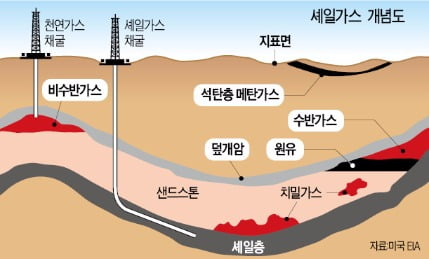 셰일가스 개념도
천연가스
채굴
셰일가스
채굴
지표면
비수반가스
석탄층 메탄가스
수반가스
덮개암
원유
샌드스톤
치밀가스
셰일층
자료:미국 EIA